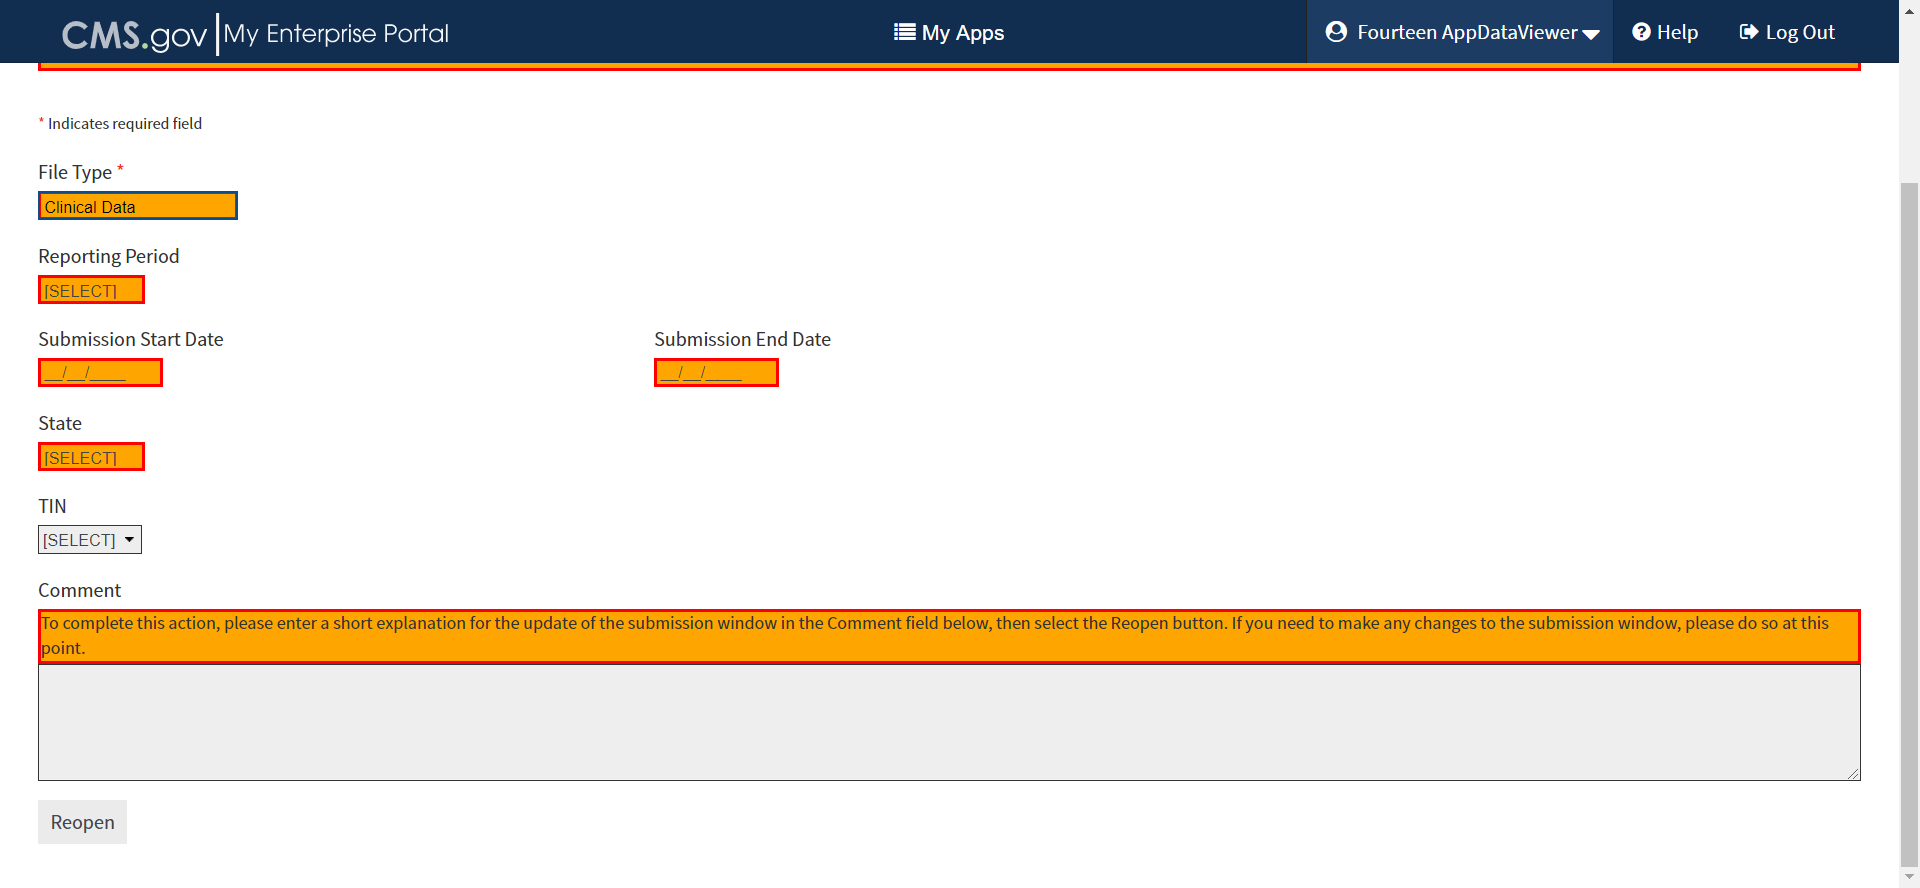 CMS.gov My Enterprise Portal
My Apps
Fourteen AppDataViewer
Help
Log Out
* Indicates required field
File Type *
Clinical Data
Reporting Period
[SELECT]
Submission Start Date
__/__/____
Submission End Date
__/__/____
State
[SELECT]
TIN
[SELECT]
Comment
To complete this action, please enter a short explanation for the update of the submission window in the Comment field below, then select the Reopen button. If you need to make any changes to the submission window, please do so at this
point.
Reopen